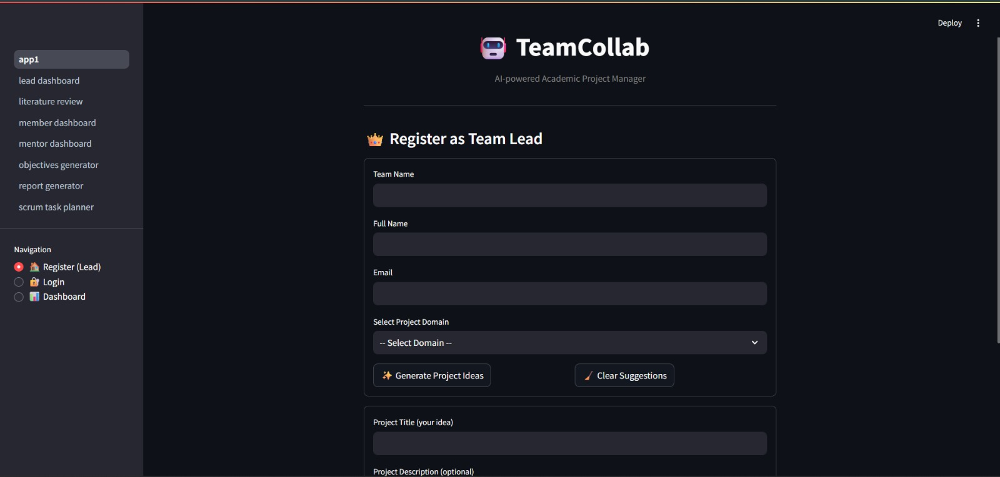 Deploy
app1
lead dashboard
literature review
member dashboard
mentor dashboard
objectives generator
report generator
scrum task planner
Navigation
Register (Lead)
Login
Dashboard
TeamCollab
AI-powered Academic Project Manager
Register as Team Lead
Team Name
Full Name
Email
Select Project Domain
-- Select Domain --
Generate Project Ideas
Clear Suggestions
Project Title (your idea)
Project Description (optional)